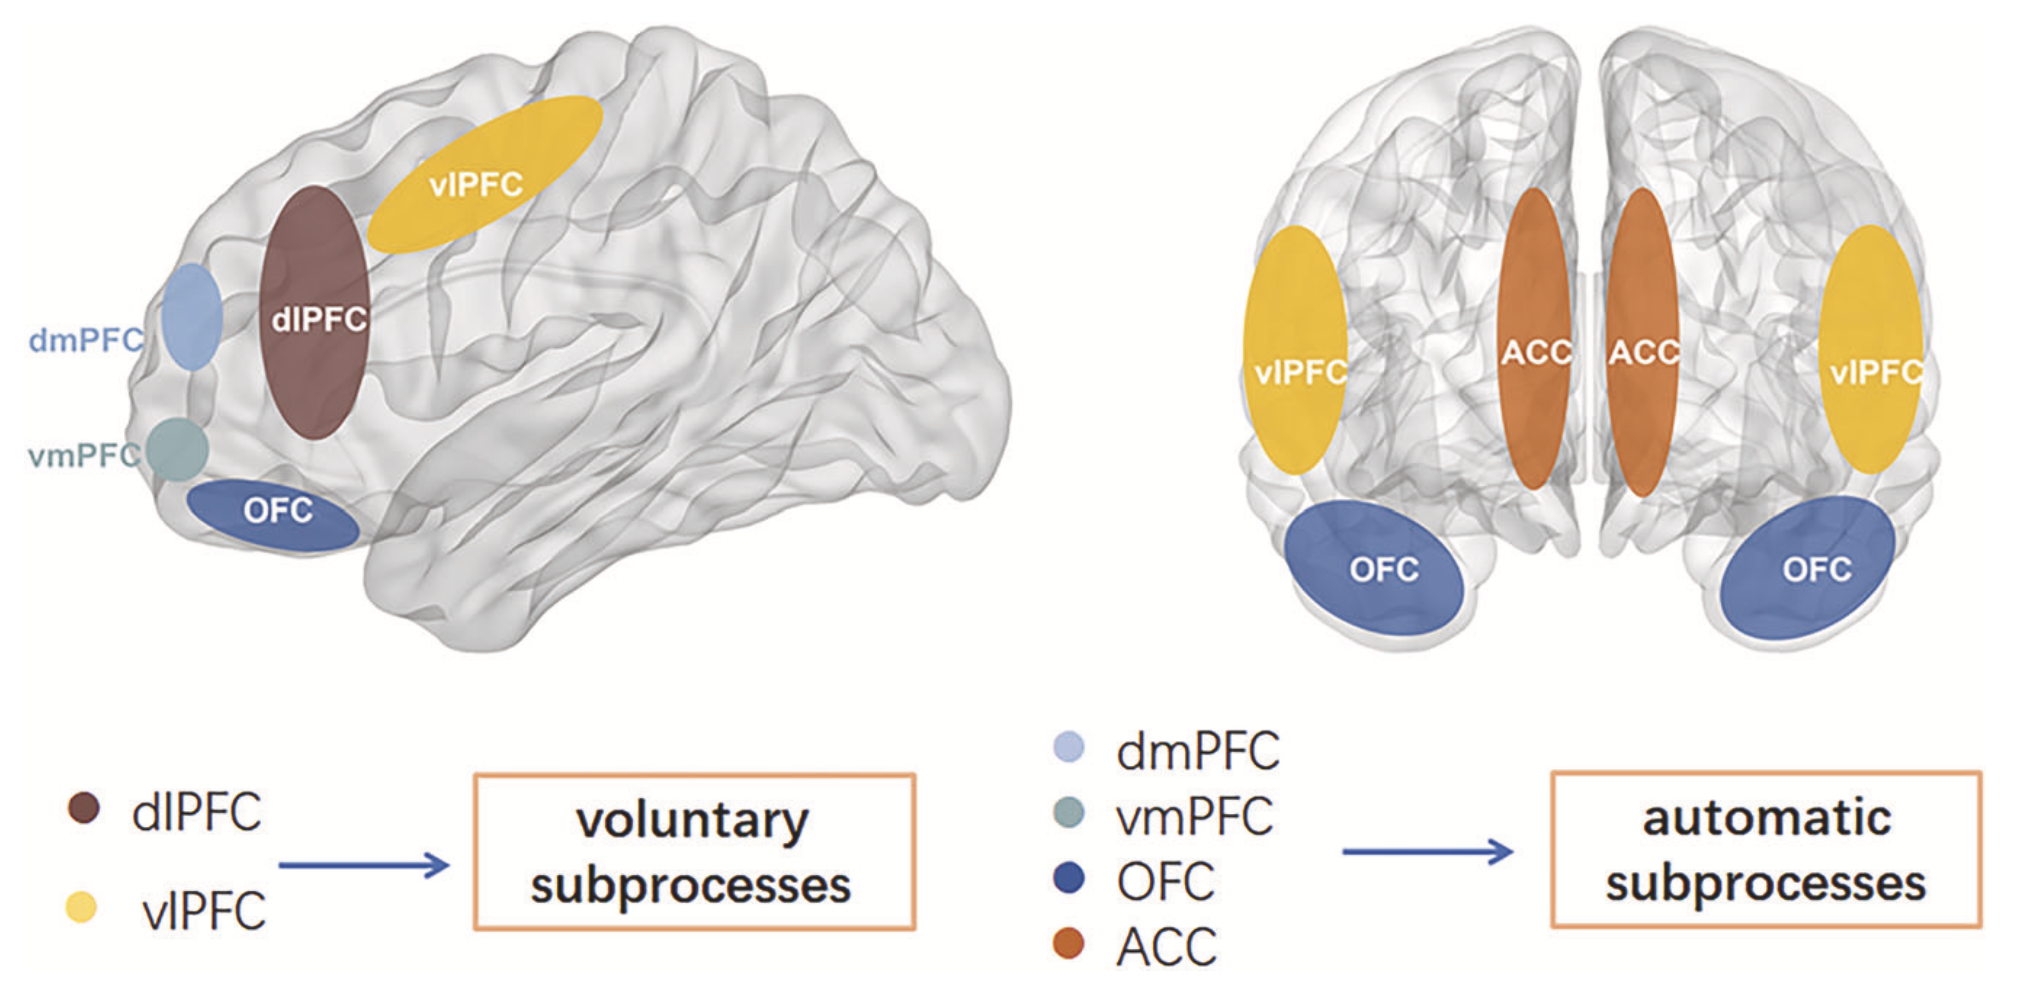 vlPFC
dlPFC
dmPFC
vmPFC
OFC
ACC
ACC
vlPFC
vlPFC
OFC
OFC
dlPFC
vlPFC
voluntary
subprocesses
dmPFC
vmPFC
OFC
ACC
automatic
subprocesses